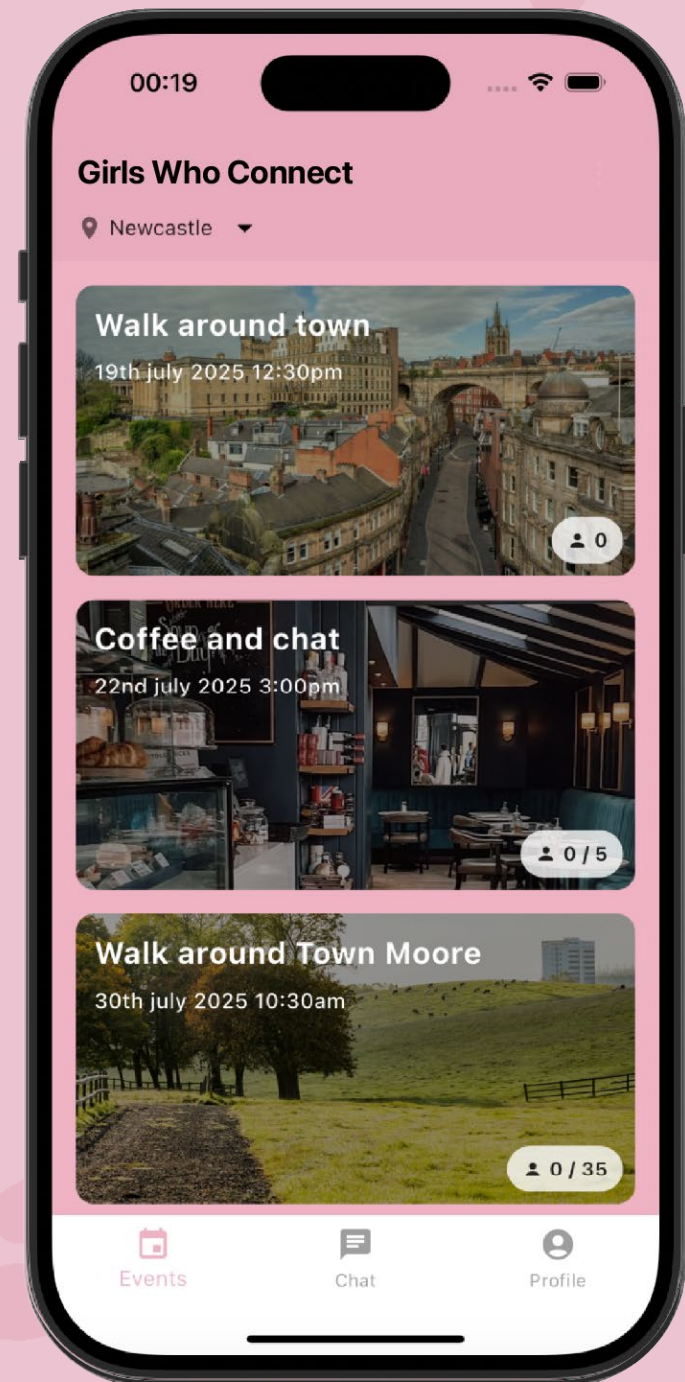 00:19
Girls Who Connect
Newcastle
Walk around town
19th july 2025 12:30pm
0
Coffee and chat
22nd july 2025 3:00pm
0 / 5
Walk around Town Moore
30th july 2025 10:30am
0 / 35
Events
Chat
Profile